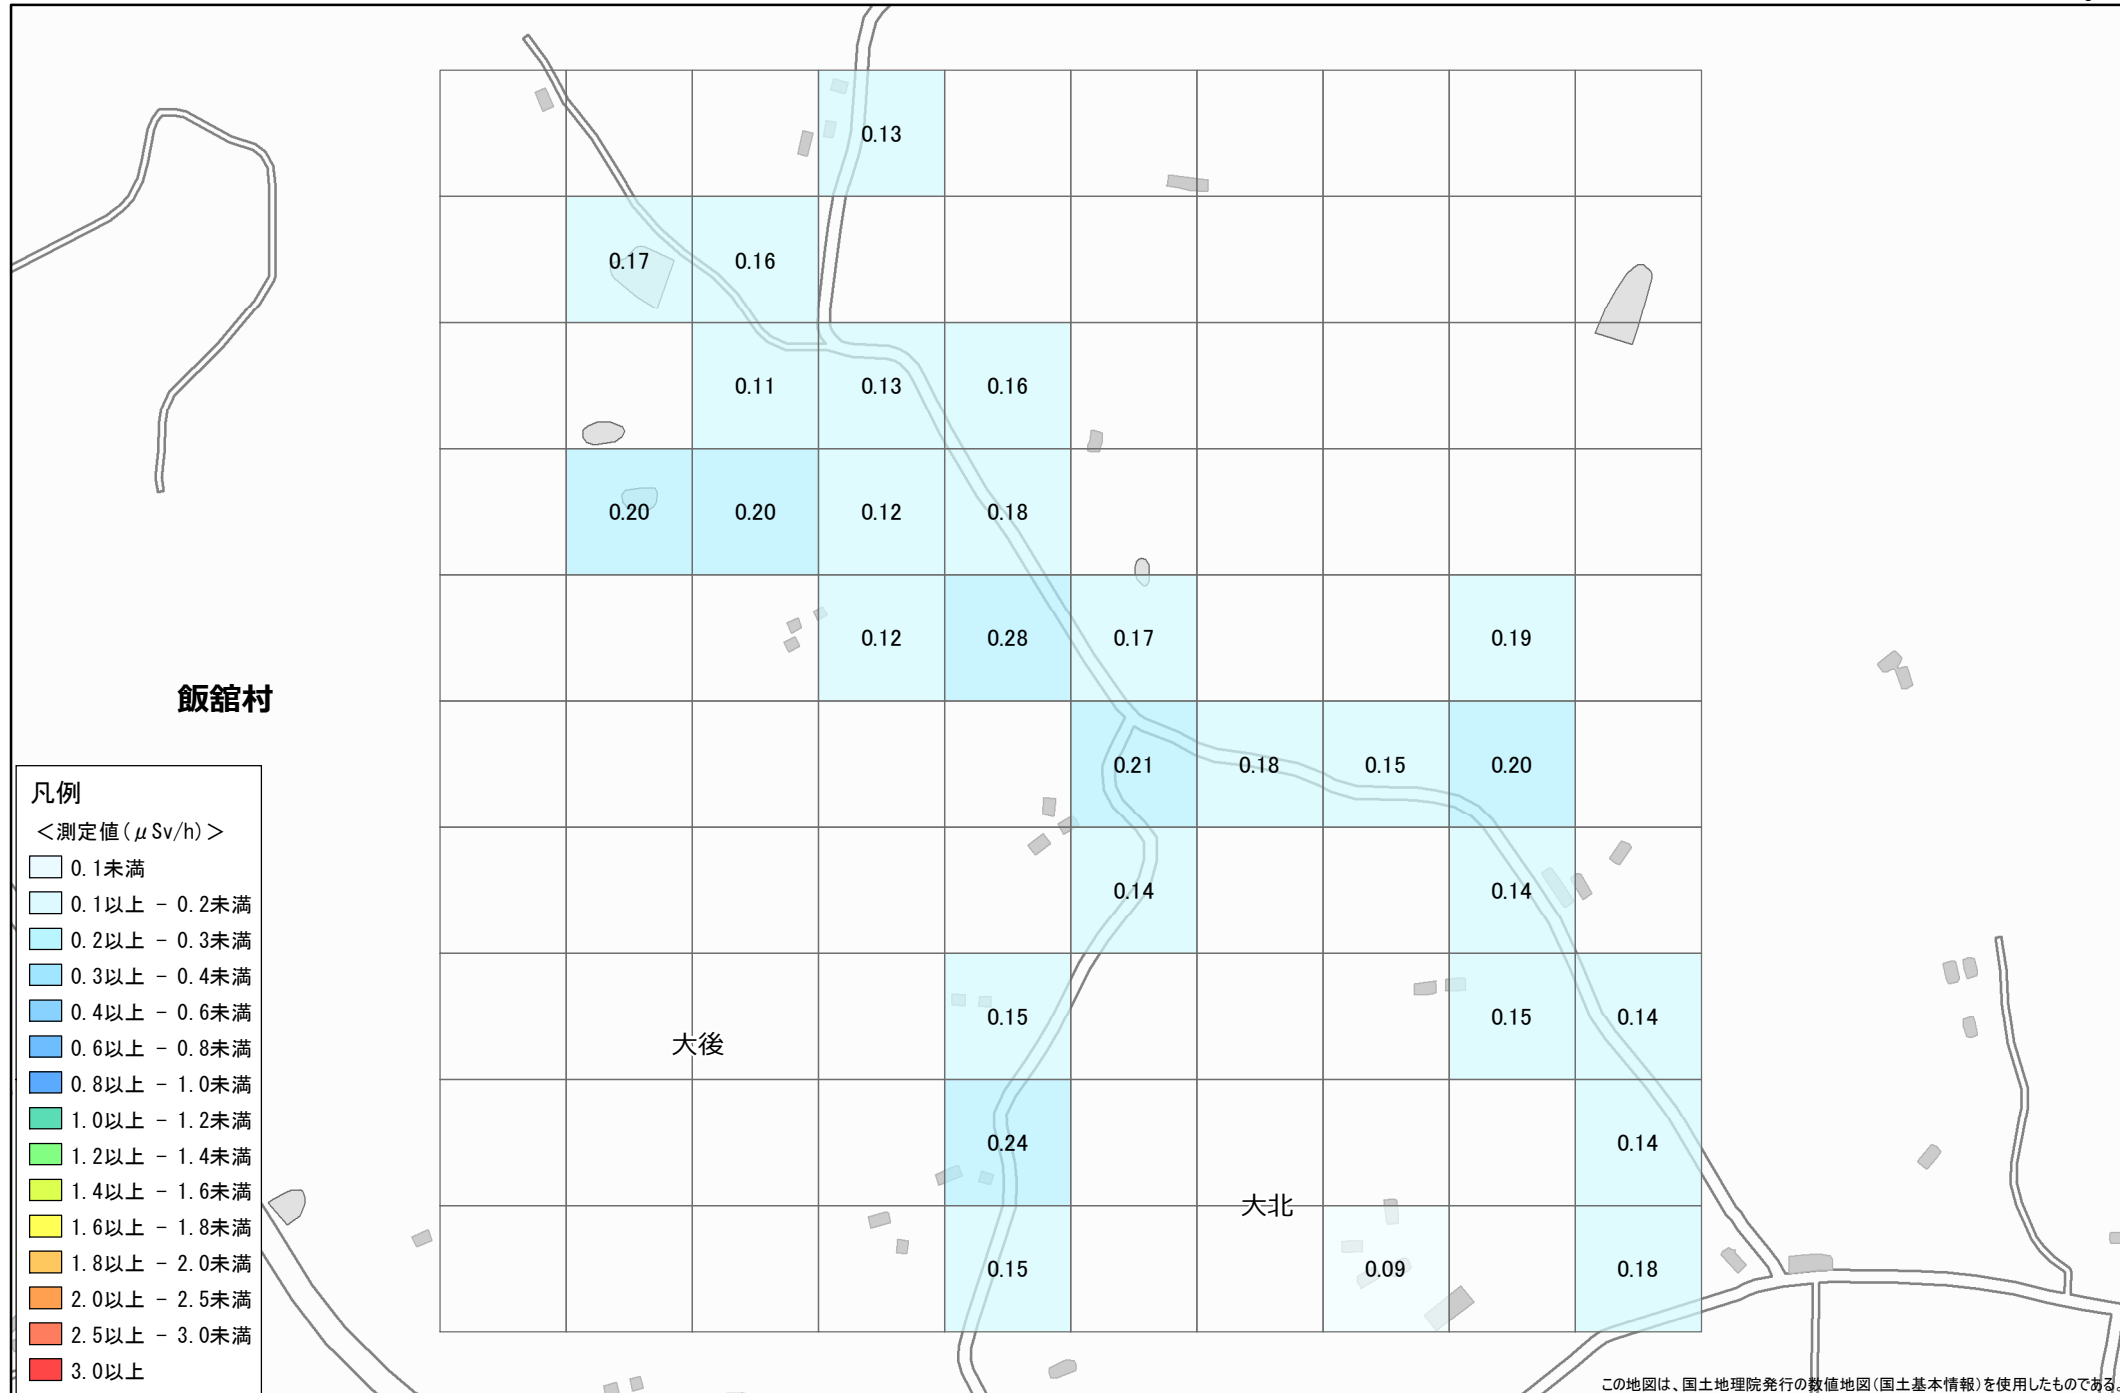 0.13
0.17 0.16
0.11 0.13 0.16
0.20 0.20 0.12 0.18
0.12 0.28 0.17 0.19
飯舘村
0.21 0.18 0.15 0.20
0.14 0.14
0.15 0.15 0.14
大後
0.24 0.14
大北
0.15 0.09 0.18
凡例
＜測定値(μSv/h)＞
0.1未満
0.1以上 － 0.2未満
0.2以上 － 0.3未満
0.3以上 － 0.4未満
0.4以上 － 0.6未満
0.6以上 － 0.8未満
0.8以上 － 1.0未満
1.0以上 － 1.2未満
1.2以上 － 1.4未満
1.4以上 － 1.6未満
1.6以上 － 1.8未満
1.8以上 － 2.0未満
2.0以上 － 2.5未満
2.5以上 － 3.0未満
3.0以上
この地図は、国土地理院発行の数値地図(国土基本情報)を使用したものである。